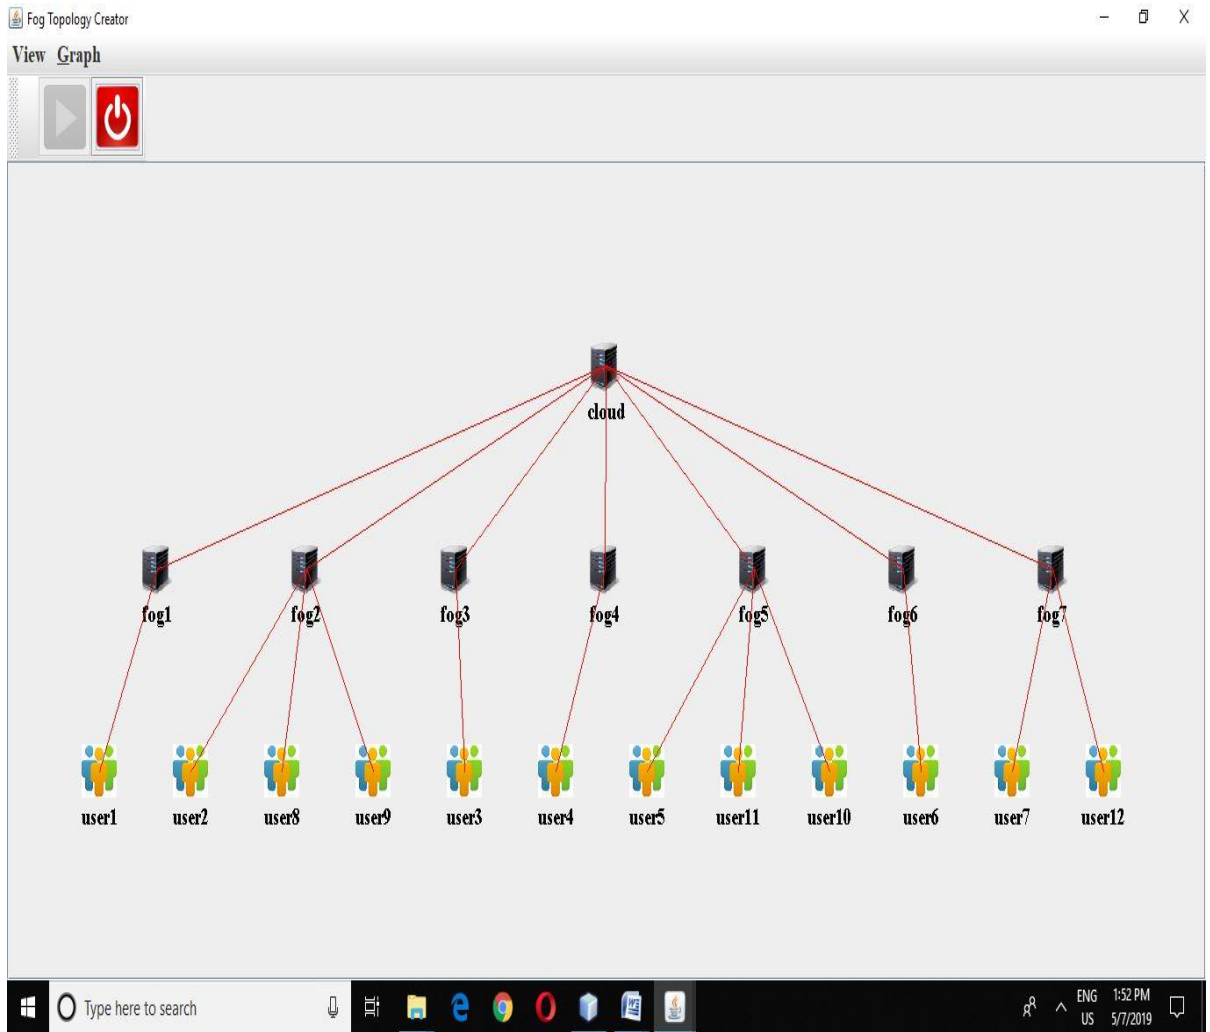 Fog Topology Creator
View Graph
cloud
fog1 fog2 fog3 fog4 fog5 fog6 fog7
user1 user2 user8 user9 user3 user4 user5 user11 user10 user6 user7 user12
Type here to search
ENG 1:52 PM
US 5/7/2019